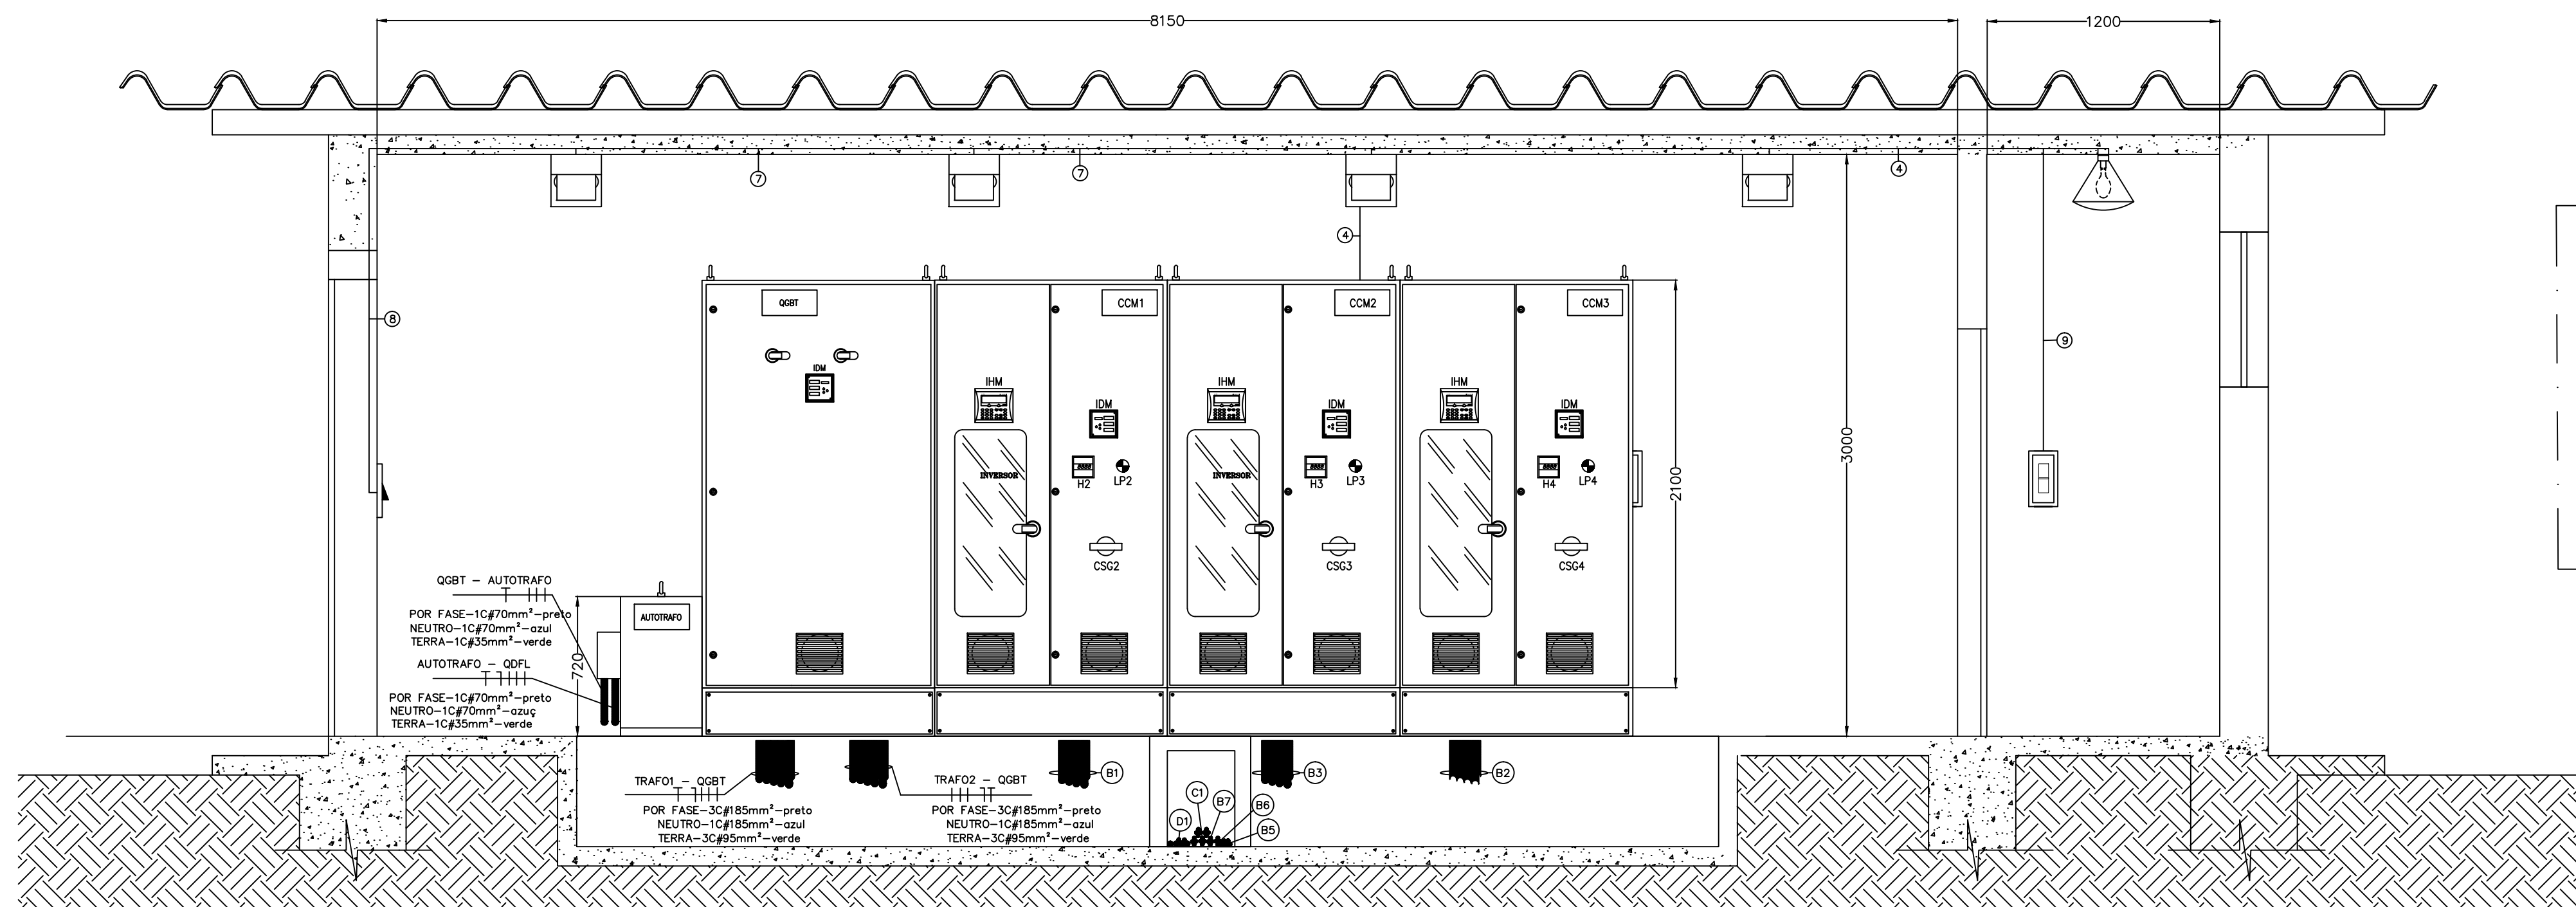 8150
1200
7
7
4
4
8
9
QGBT
CCM1
CCM2
CCM3
IDM
IHM
IHM
IHM
IDM
IDM
IDM
INVERSOR
INVERSOR
H2
LP2
H3
LP3
H4
LP4
CSG2
CSG3
CSG4
3000
2100
QGBT – AUTOTRAFO
POR FASE–1C#70mm²–preto
NEUTRO–1C#70mm²–azul
TERRA–1C#35mm²–verde
AUTOTRAFO – QDFL
POR FASE–1C#70mm²–preto
NEUTRO–1C#70mm²–azuç
TERRA–1C#35mm²–verde
720
AUTOTRAFO
TRAFO1 – QGBT
POR FASE–3C#185mm²–preto
NEUTRO–1C#185mm²–azul
TERRA–3C#95mm²–verde
TRAFO2 – QGBT
POR FASE–3C#185mm²–preto
NEUTRO–1C#185mm²–azul
TERRA–3C#95mm²–verde
B1
B3
B2
D1
C1
B7
B6
B5